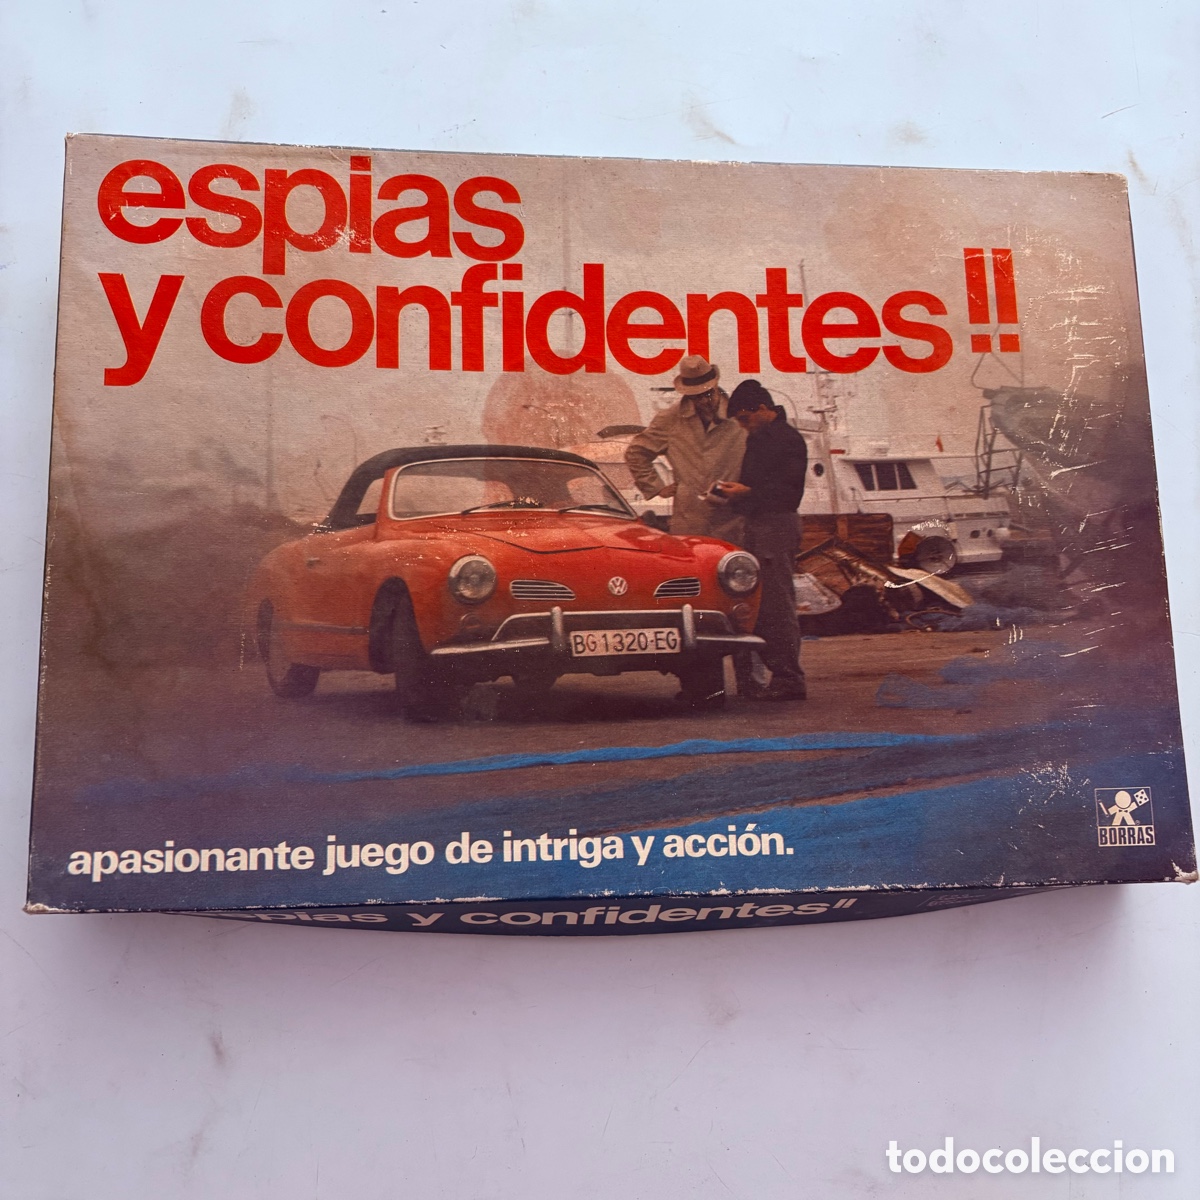 espias
y confidentes!!
BG 1320-EG
BORRAS
apasionante juego de intriga y acción.
espias y confidentes"
todocoleccion